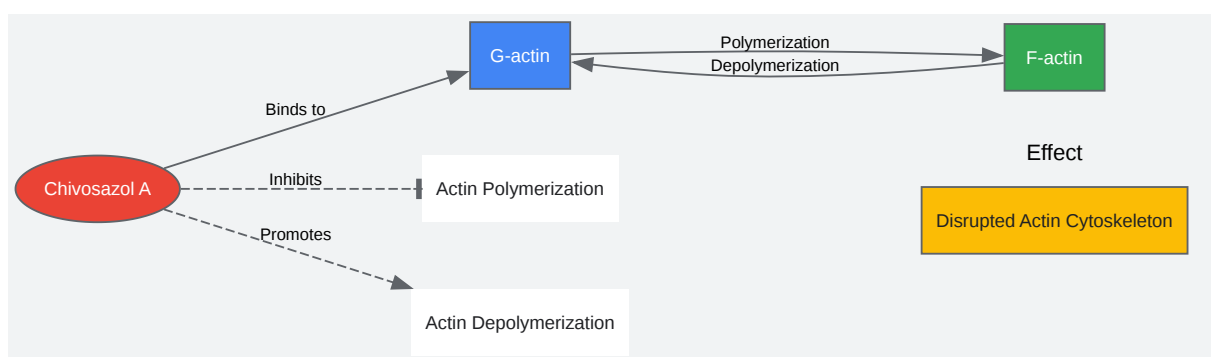 Polymerization
G-actin
F-actin
Depolymerization
Binds to
Effect
Chivosazol A
Inhibits
Actin Polymerization
Disrupted Actin Cytoskeleton
Promotes
Actin Depolymerization